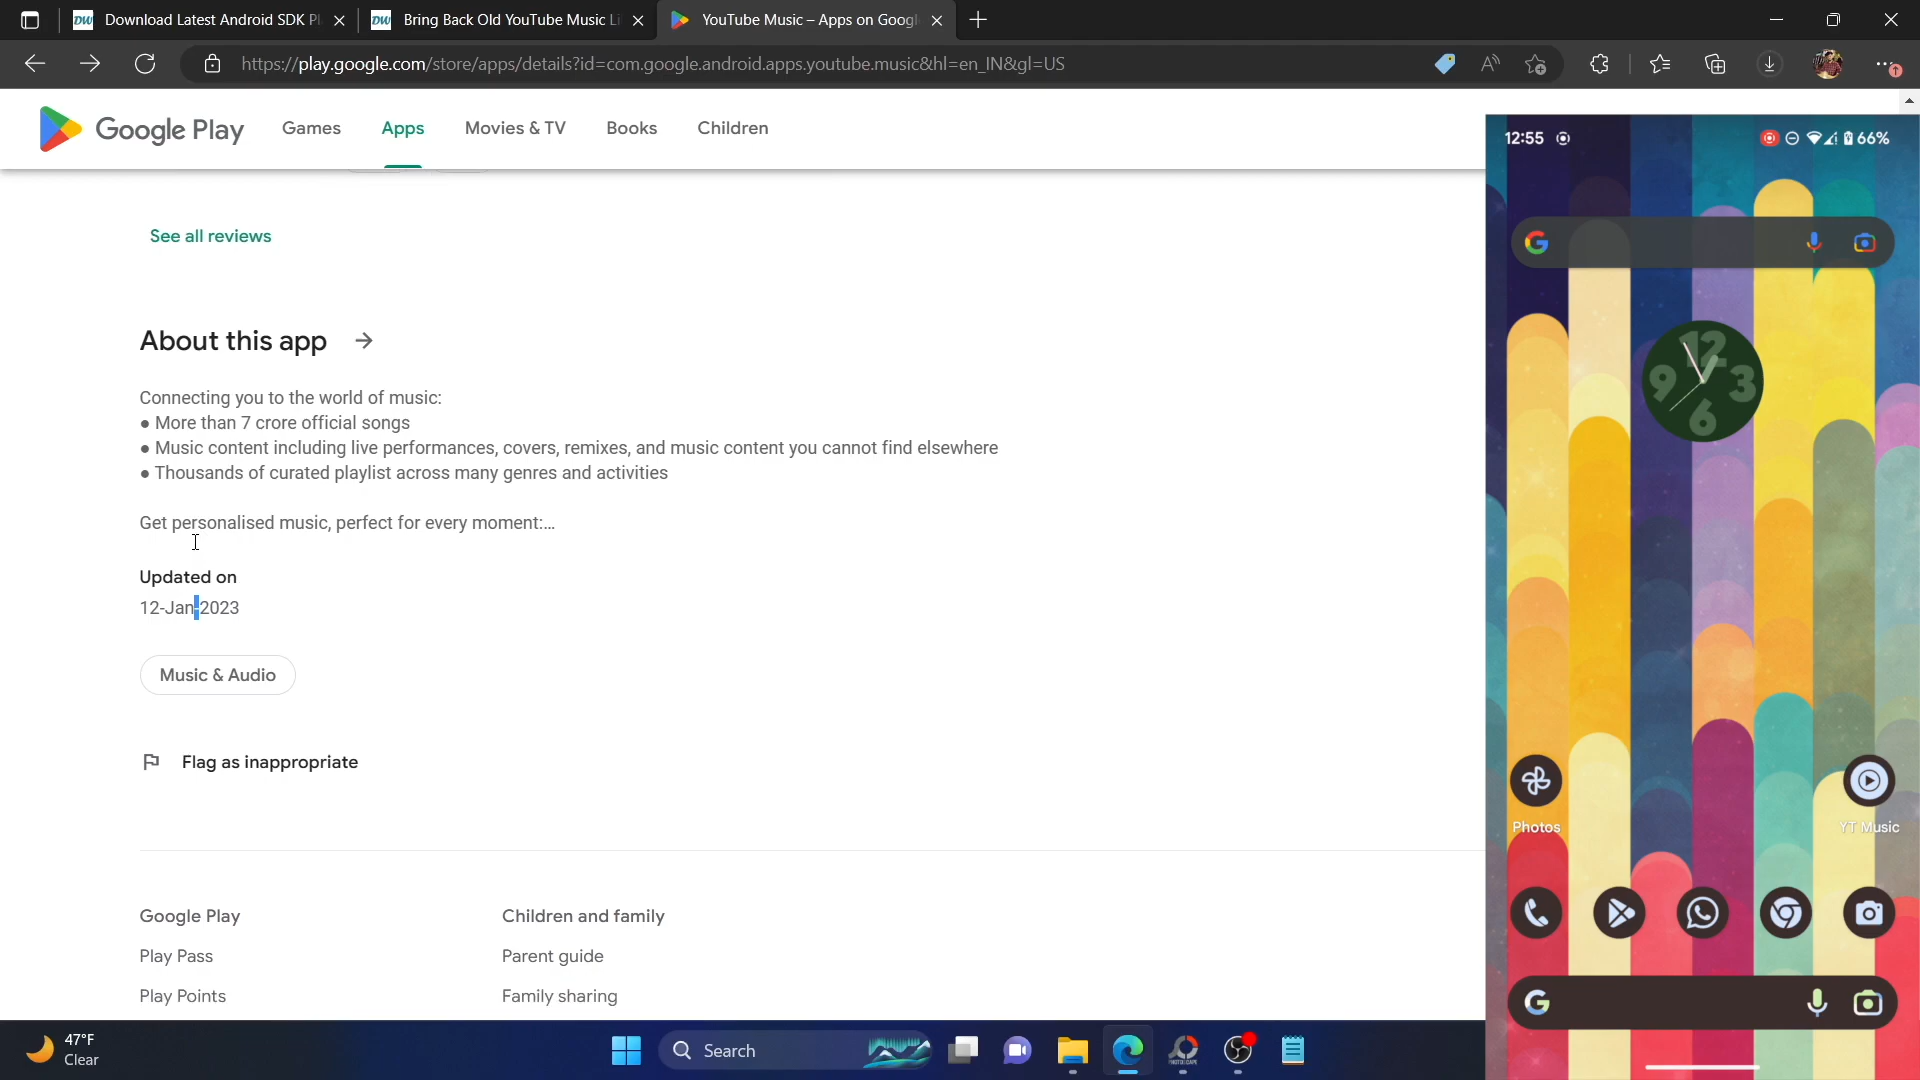 Download Latest Android SDK Pl
Bring Back Old YouTube Music Li
YouTube Music – Apps on Googl
https://play.google.com/store/apps/details?id=com.google.android.apps.youtube.music&hl=en_IN&gl=US
Google Play
Games
Apps
Movies & TV
Books
Children
12:55
66%
See all reviews
About this app
Connecting you to the world of music:
● More than 7 crore official songs
● Music content including live performances, covers, remixes, and music content you cannot find elsewhere
● Thousands of curated playlist across many genres and activities
Get personalised music, perfect for every moment:...
Updated on
12-Jan-2023
Music & Audio
Flag as inappropriate
12
9
3
6
Photos
YT Music
Google Play
Children and family
Play Pass
Parent guide
Play Points
Family sharing
47°F
Clear
Search